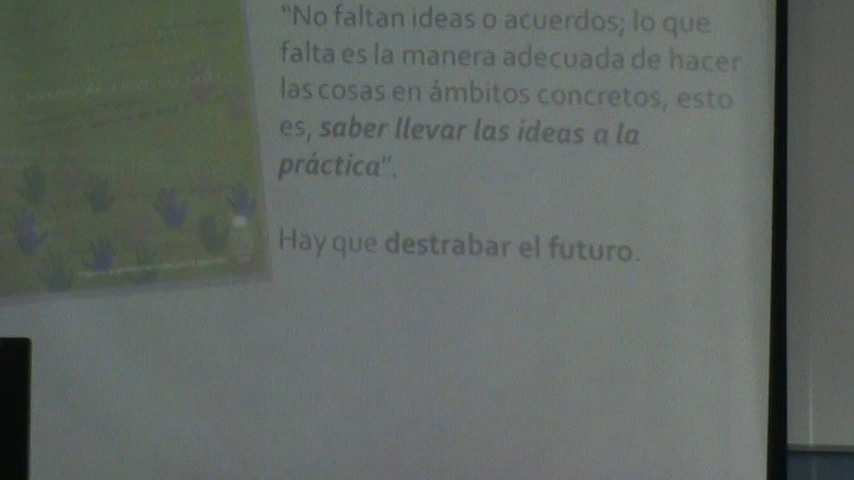 "No faltan ideas o acuerdos; lo que
falta es la manera adecuada de hacer
las cosas en ámbitos concretos, esto
es, saber llevar las ideas a la
práctica".
Hay que destrabar el futuro.